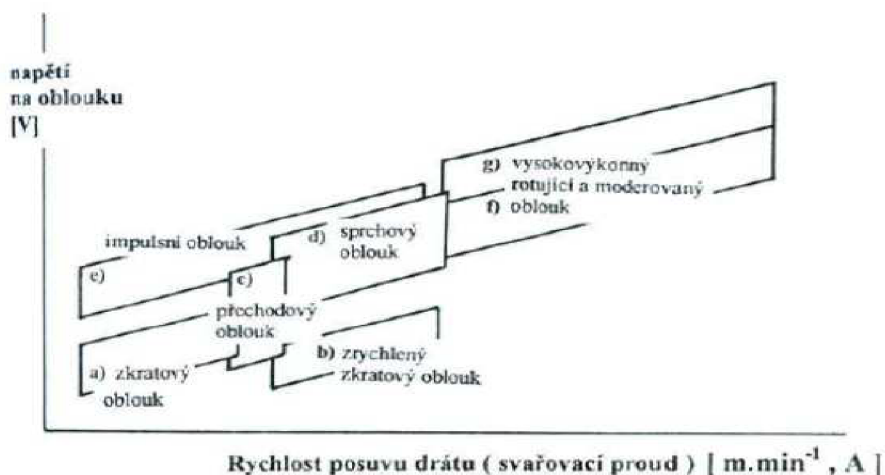 napětí
na oblouku
[V]
g) vysokovýkonný
rotující a moderovaný
f) oblouk
impulsní oblouk
d) sprchový
oblouk
e)
c)
přechodový
oblouk
b) zrychlený
zkratový oblouk
a) zkratový
oblouk
Rychlost posuvu drátu ( svařovací proud ) [ m.min⁻¹ , A ]